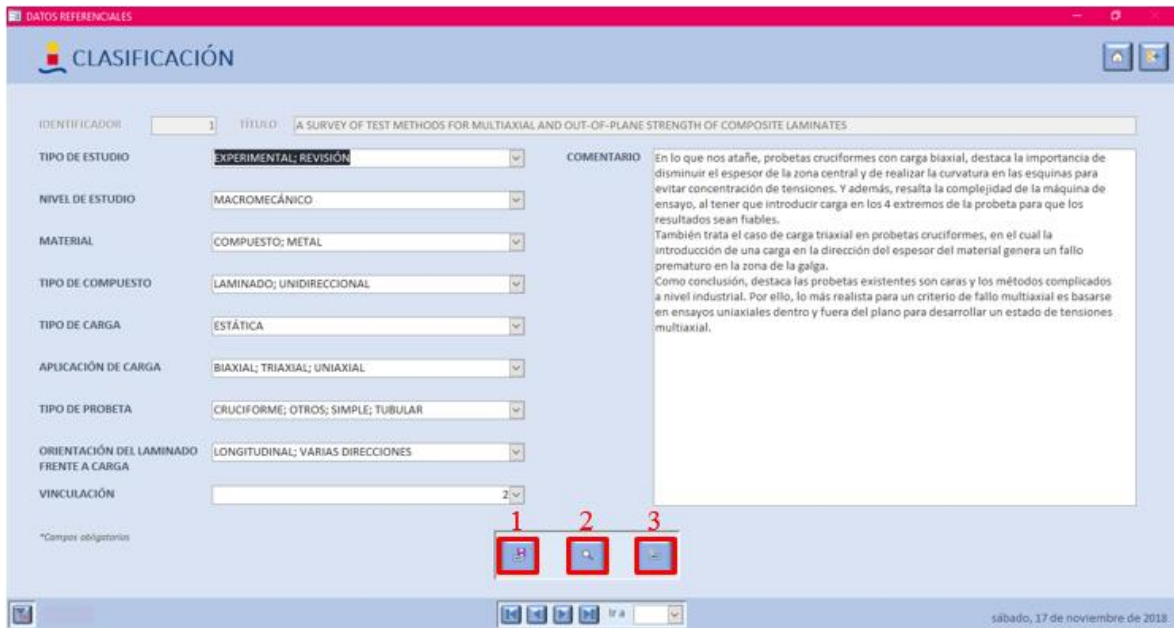 DATOS REFERENCIALES
CLASIFICACIÓN
IDENTIFICADOR 1 TÍTULO A SURVEY OF TEST METHODS FOR MULTIAXIAL AND OUT-OF-PLANE STRENGTH OF COMPOSITE LAMINATES
TIPO DE ESTUDIO EXPERIMENTAL; REVISIÓN
NIVEL DE ESTUDIO MACROMECÁNICO
MATERIAL COMPUESTO; METAL
TIPO DE COMPUESTO LAMINADO; UNIDIRECCIONAL
TIPO DE CARGA ESTÁTICA
APLICACIÓN DE CARGA BIAXIAL; TRIAXIAL; UNIAXIAL
TIPO DE PROBETA CRUCIFORME; OTROS; SIMPLE; TUBULAR
ORIENTACIÓN DEL LAMINADO LONGITUDINAL; VARIAS DIRECCIONES
FRENTE A CARGA
VINCULACIÓN 2
COMENTARIO En lo que nos atañe, probetas cruciformes con carga biaxial, destaca la importancia de
disminuir el espesor de la zona central y de realizar la curvatura en las esquinas para
evitar concentración de tensiones. Y además, resalta la complejidad de la máquina de
ensayo, al tener que introducir carga en los 4 extremos de la probeta para que los
resultados sean fiables.
También trata el caso de carga triaxial en probetas cruciformes, en el cual la
introducción de una carga en la dirección del espesor del material genera un fallo
prematuro en la zona de la galga.
Como conclusión, destaca las probetas existentes son caras y los métodos complicados
a nivel industrial. Por ello, lo más realista para un criterio de fallo multiaxial es basarse
en ensayos uniaxiales dentro y fuera del plano para desarrollar un estado de tensiones
multiaxial.
1 2 3
*Campos obligatorios
Ir a
sábado, 17 de noviembre de 2018